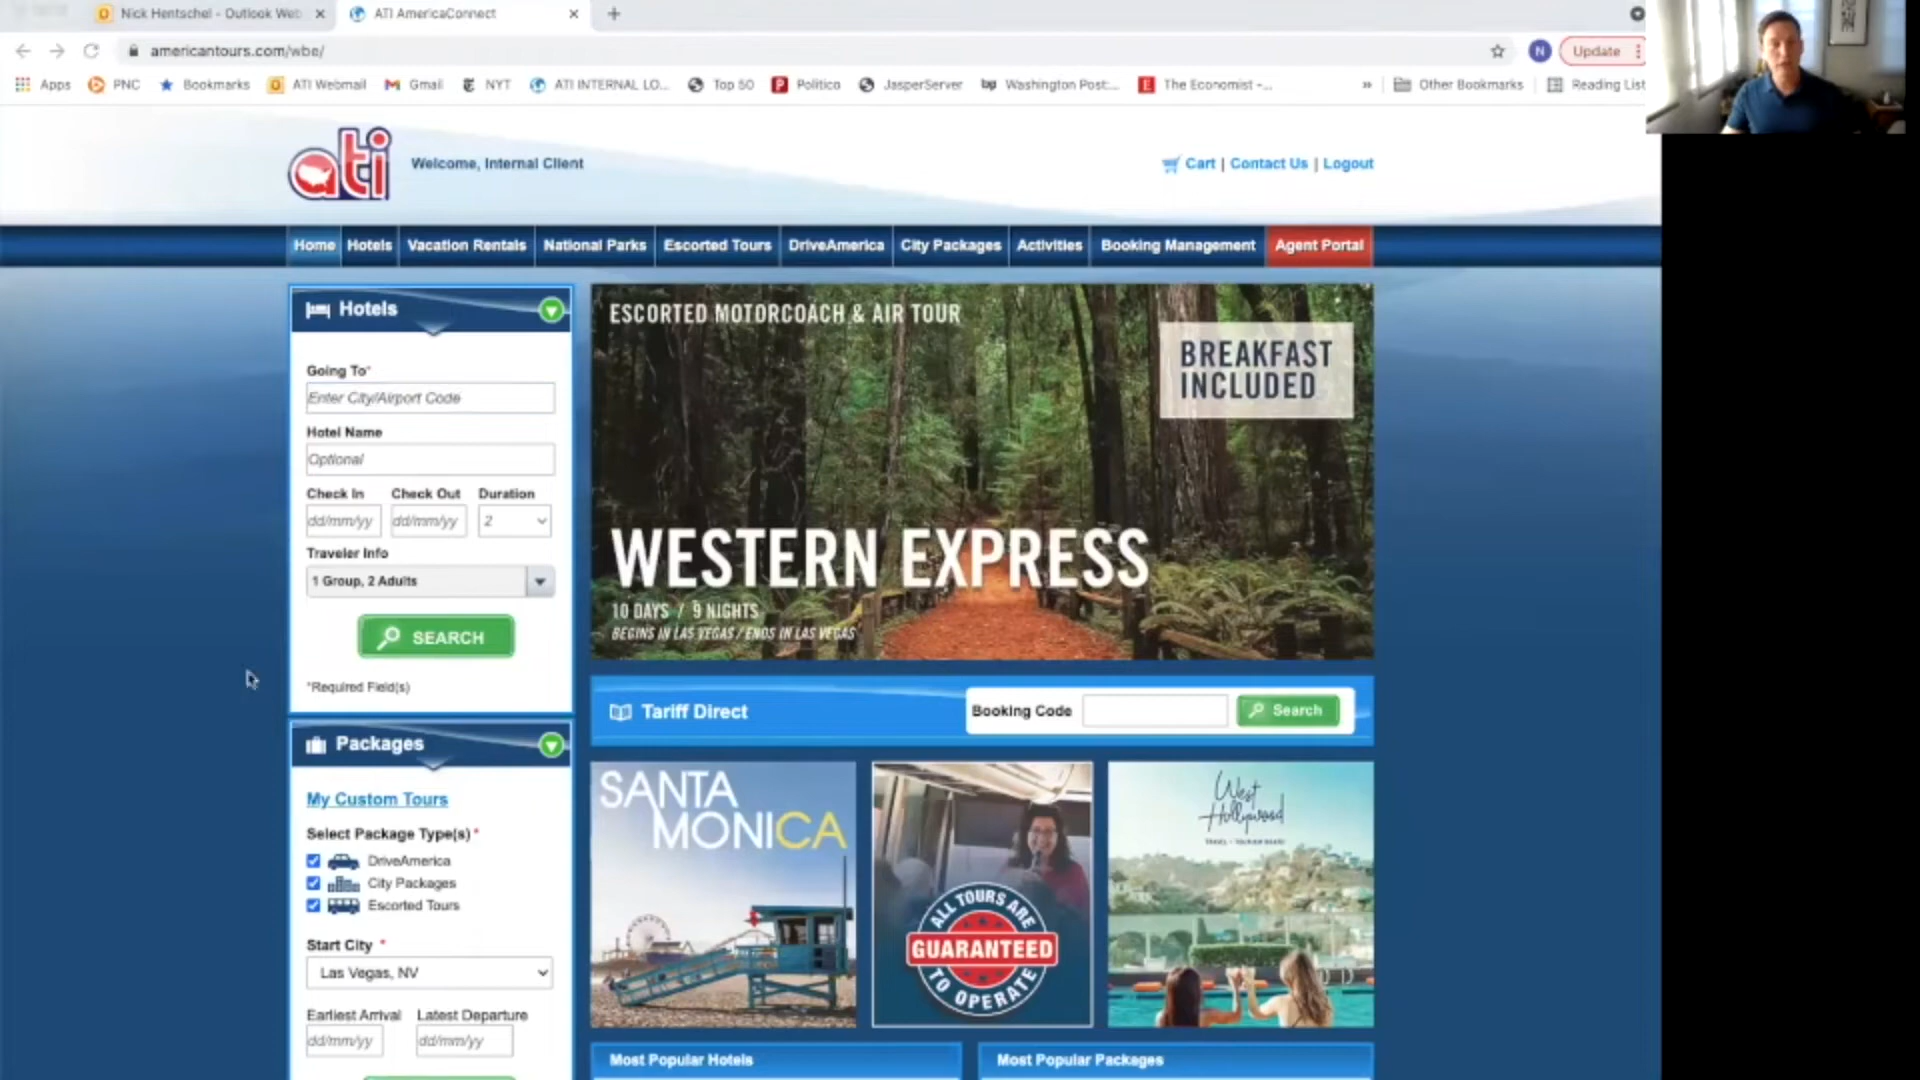 Nick Hentschel - Outlook Web
ATI AmericaConnect
americantours.com/wbe/
N
Update
Apps
PNC
Bookmarks
ATI Webmail
Gmail
NYT
ATI INTERNAL LO...
Top 50
Politico
JasperServer
wp Washington Post:...
The Economist -...
»
Other Bookmarks
Reading List
ati
Welcome, Internal Client
Cart | Contact Us | Logout
Home
Hotels
Vacation Rentals
National Parks
Escorted Tours
DriveAmerica
City Packages
Activities
Booking Management
Agent Portal
Hotels
Going To*
Enter City/Airport Code
Hotel Name
Optional
Check In Check Out Duration
dd/mm/yy dd/mm/yy 2
Traveler Info
1 Group, 2 Adults
SEARCH
*Required Field(s)
ESCORTED MOTORCOACH & AIR TOUR
BREAKFAST
INCLUDED
WESTERN EXPRESS
10 DAYS / 9 NIGHTS
BEGINS IN LAS VEGAS / ENDS IN LAS VEGAS
Tariff Direct
Booking Code
Search
Packages
My Custom Tours
Select Package Type(s) *
DriveAmerica
City Packages
Escorted Tours
Start City *
Las Vegas, NV
Earliest Arrival Latest Departure
dd/mm/yy dd/mm/yy
SANTA
MONICA
ALL TOURS ARE
GUARANTEED
TO OPERATE
West
Hollywood
TRAVEL + TOURISM BOARD
Most Popular Hotels
Most Popular Packages